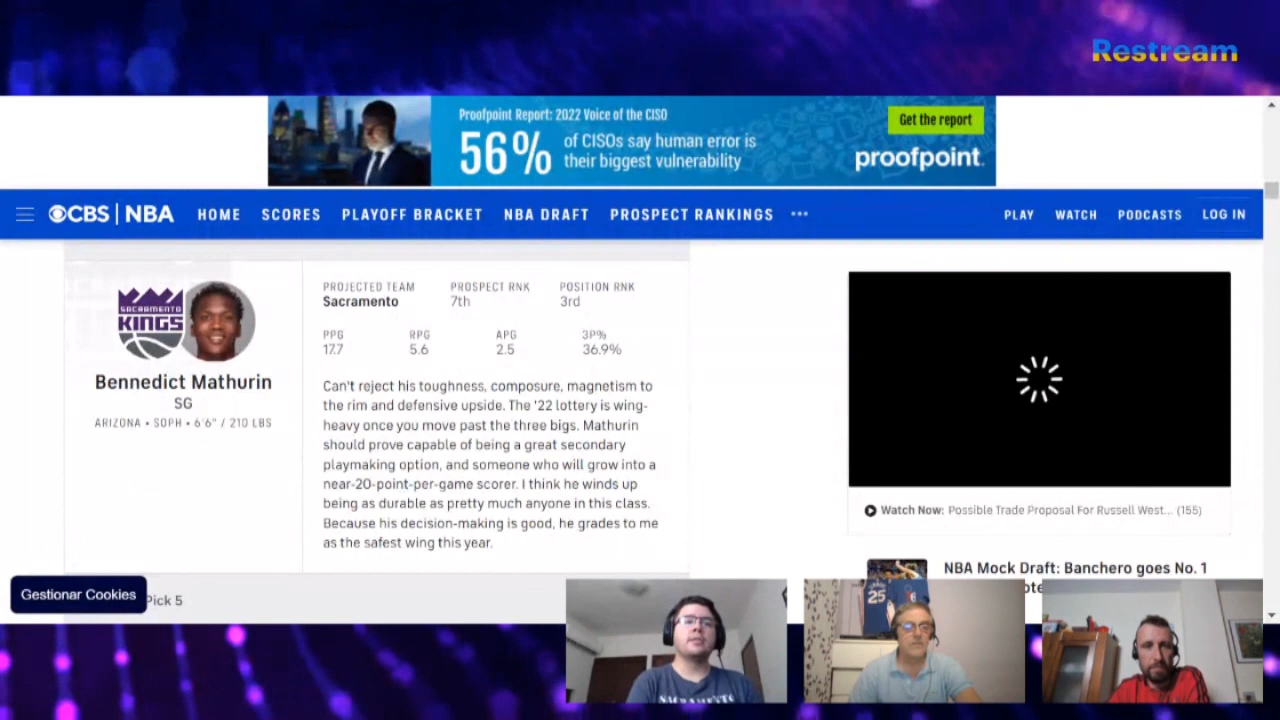 Restream
Proofpoint Report: 2022 Voice of the CISO
56% of CISOs say human error is
their biggest vulnerability
Get the report
proofpoint.
CBS | NBA HOME SCORES PLAYOFF BRACKET NBA DRAFT PROSPECT RANKINGS ••• PLAY WATCH PODCASTS LOG IN
SACRAMENTO
KINGS
Bennedict Mathurin
SG
ARIZONA • SOPH • 6'6" / 210 LBS
PROJECTED TEAM PROSPECT RNK POSITION RNK
Sacramento 7th 3rd
PPG RPG APG 3P%
17.7 5.6 2.5 36.9%
Can't reject his toughness, composure, magnetism to
the rim and defensive upside. The '22 lottery is wing-
heavy once you move past the three bigs. Mathurin
should prove capable of being a great secondary
playmaking option, and someone who will grow into a
near-20-point-per-game scorer. I think he winds up
being as durable as pretty much anyone in this class.
Because his decision-making is good, he grades to me
as the safest wing this year.
Watch Now: Possible Trade Proposal For Russell West... (155)
NBA Mock Draft: Banchero goes No. 1
Gestionar Cookies
Pick 5
25
6
SACRAMENTO